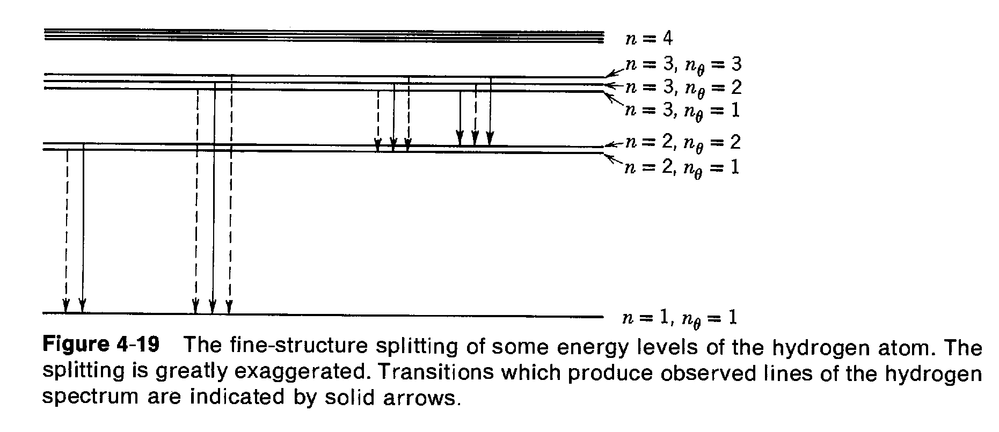 n = 4
n = 3, nθ = 3
n = 3, nθ = 2
n = 3, nθ = 1
n = 2, nθ = 2
n = 2, nθ = 1
n = 1, nθ = 1
Figure 4-19 The fine-structure splitting of some energy levels of the hydrogen atom. The
splitting is greatly exaggerated. Transitions which produce observed lines of the hydrogen
spectrum are indicated by solid arrows.